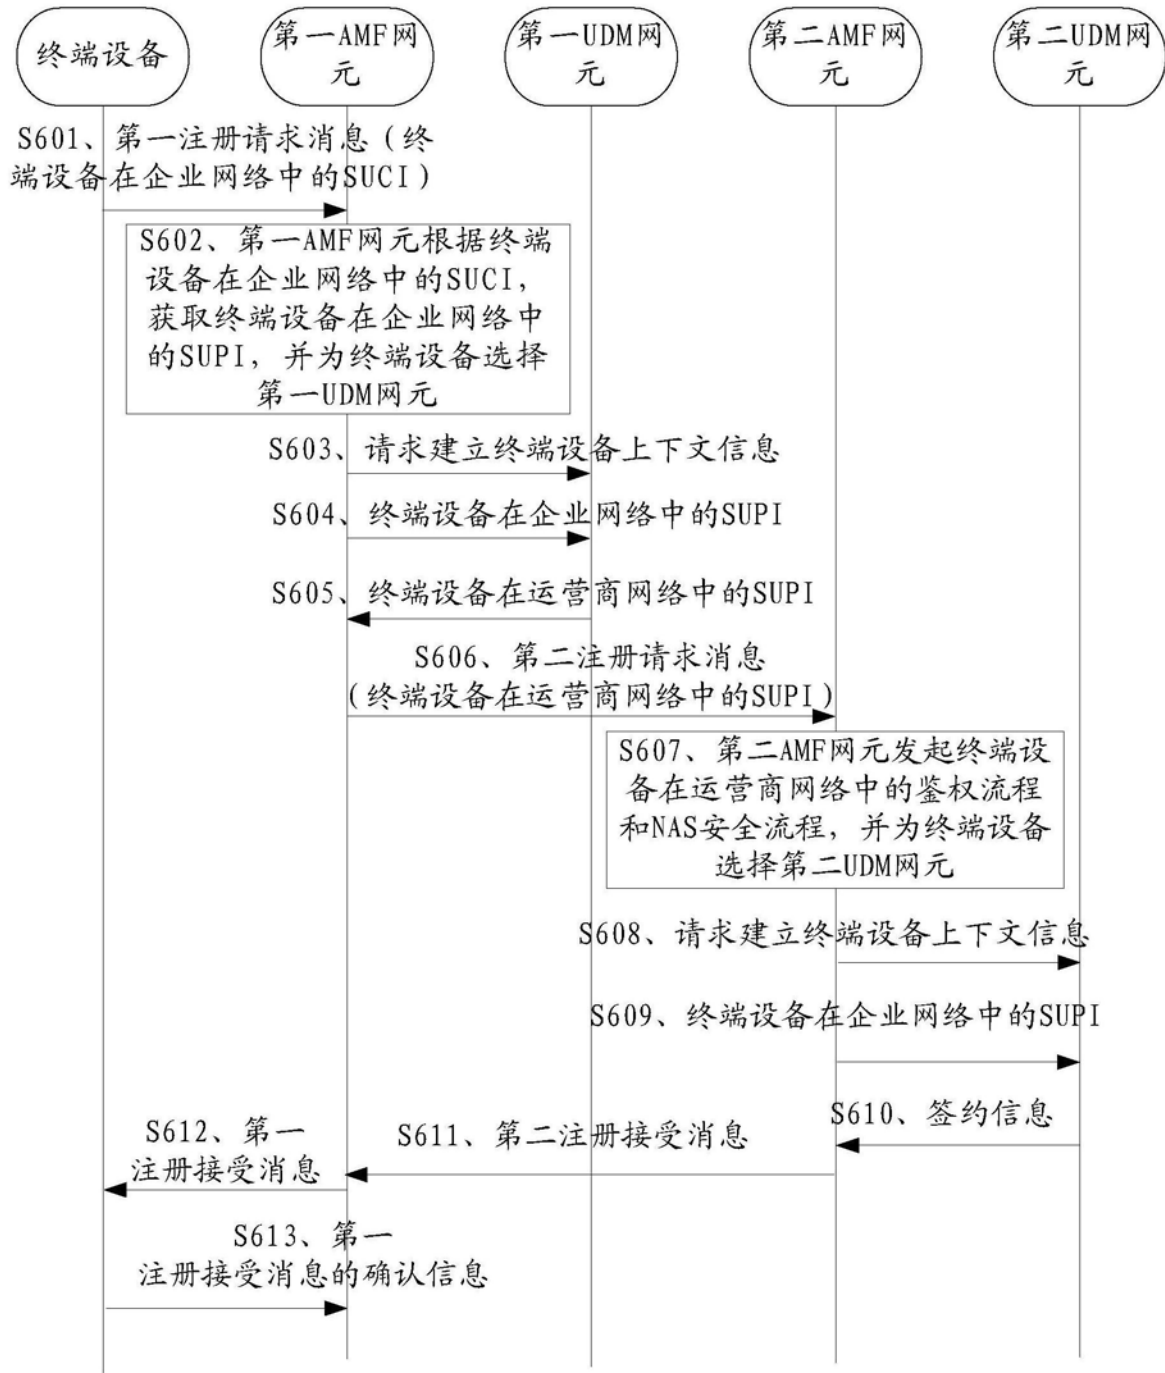 终端设备
第一AMF网
元
第一UDM网
元
第二AMF网
元
第二UDM网
元
S601、第一注册请求消息（终
端设备在企业网络中的SUCI）
S602、第一AMF网元根据终端
设备在企业网络中的SUCI，
获取终端设备在企业网络中
的SUPI，并为终端设备选择
第一UDM网元
S603、请求建立终端设备上下文信息
S604、终端设备在企业网络中的SUPI
S605、终端设备在运营商网络中的SUPI
S606、第二注册请求消息
（终端设备在运营商网络中的SUPI）
S607、第二AMF网元发起终端设
备在运营商网络中的鉴权流程
和NAS安全流程，并为终端设备
选择第二UDM网元
S608、请求建立终端设备上下文信息
S609、终端设备在企业网络中的SUPI
S610、签约信息
S611、第二注册接受消息
S612、第一
注册接受消息
S613、第一
注册接受消息的确认信息